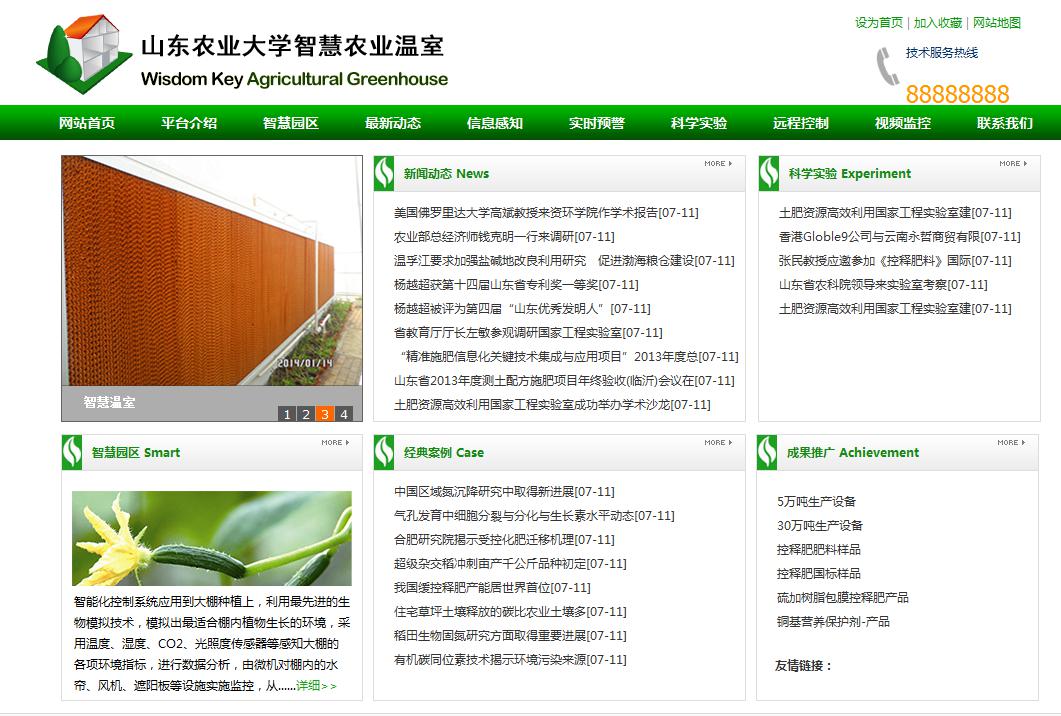 设为首页 | 加入收藏 | 网站地图
山东农业大学智慧农业温室
Wisdom Key Agricultural Greenhouse
技术服务热线
88888888
网站首页 平台介绍 智慧园区 最新动态 信息感知 实时预警 科学实验 远程控制 视频监控 联系我们
2014/01/14
智慧温室
1 2 3 4
新闻动态 News
MORE
美国佛罗里达大学高斌教授来资环学院作学术报告[07-11]
农业部总经济师钱克明一行来调研[07-11]
温孚江要求加强盐碱地改良利用研究　促进渤海粮仓建设[07-11]
杨越超获第十四届山东省专利奖一等奖[07-11]
杨越超被评为第四届“山东优秀发明人”[07-11]
省教育厅厅长左敏参观调研国家工程实验室[07-11]
“精准施肥信息化关键技术集成与应用项目”2013年度总[07-11]
山东省2013年度测土配方施肥项目年终验收(临沂)会议在[07-11]
土肥资源高效利用国家工程实验室成功举办学术沙龙[07-11]
科学实验 Experiment
MORE
土肥资源高效利用国家工程实验室建[07-11]
香港Globle9公司与云南永哲商贸有限[07-11]
张民教授应邀参加《控释肥料》国际[07-11]
山东省农科院领导来实验室考察[07-11]
土肥资源高效利用国家工程实验室建[07-11]
智慧园区 Smart
MORE
智能化控制系统应用到大棚种植上，利用最先进的生
物模拟技术，模拟出最适合棚内植物生长的环境，采
用温度、湿度、CO2、光照度传感器等感知大棚的
各项环境指标，进行数据分析，由微机对棚内的水
帘、风机、遮阳板等设施实施监控，从......详细>>
经典案例 Case
MORE
中国区域氮沉降研究中取得新进展[07-11]
气孔发育中细胞分裂与分化与生长素水平动态[07-11]
合肥研究院揭示受控化肥迁移机理[07-11]
超级杂交稻冲刺亩产千公斤品种初定[07-11]
我国缓控释肥产能居世界首位[07-11]
住宅草坪土壤释放的碳比农业土壤多[07-11]
稻田生物固氮研究方面取得重要进展[07-11]
有机碳同位素技术揭示环境污染来源[07-11]
成果推广 Achievement
MORE
5万吨生产设备
30万吨生产设备
控释肥肥料样品
控释肥国标样品
硫加树脂包膜控释肥产品
铜基营养保护剂-产品
友情链接：